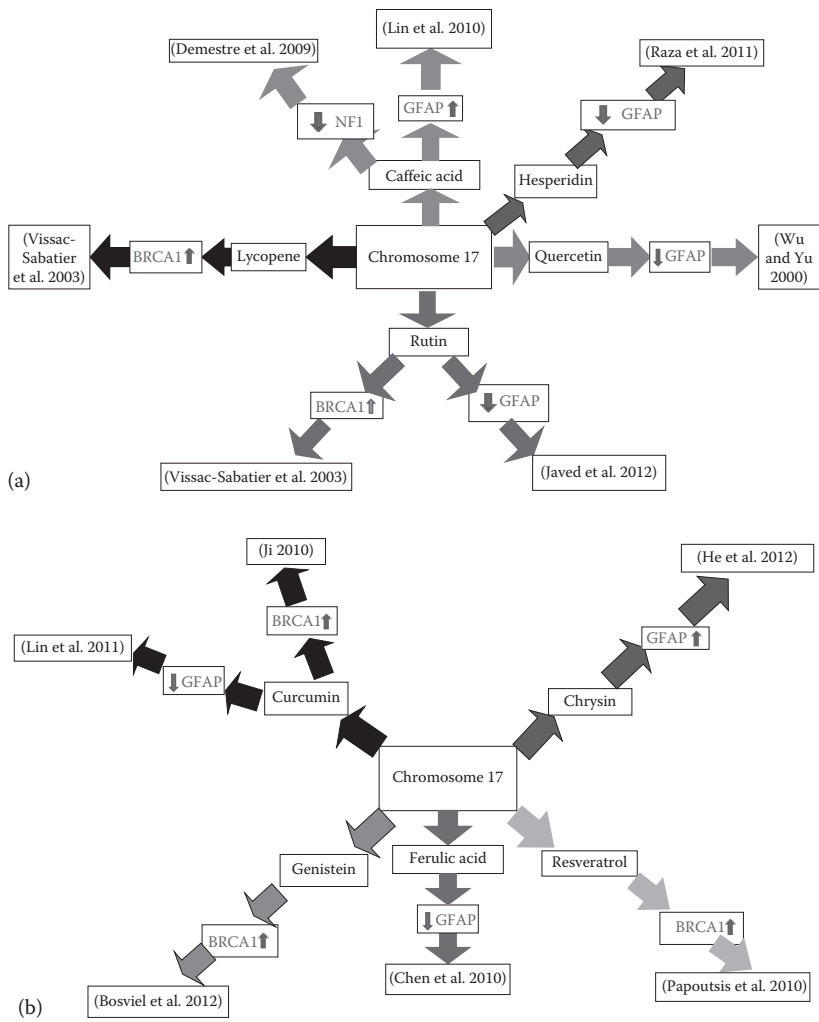 (Lin et al. 2010)
(Demestre et al. 2009)
(Raza et al. 2011)
GFAP
GFAP
NF1
Caffeic acid
Hesperidin
(Vissac-
Sabatier
et al. 2003)
BRCA1
Lycopene
Chromosome 17
Quercetin
GFAP
(Wu
and Yu
2000)
Rutin
BRCA1
GFAP
(Vissac-Sabatier et al. 2003)
(Javed et al. 2012)
(a)
(Ji 2010)
(He et al. 2012)
BRCA1
GFAP
(Lin et al. 2011)
GFAP
Curcumin
Chrysin
Chromosome 17
Genistein
Ferulic acid
Resveratrol
BRCA1
GFAP
BRCA1
(Bosviel et al. 2012)
(Chen et al. 2010)
(Papoutsis et al. 2010)
(b)